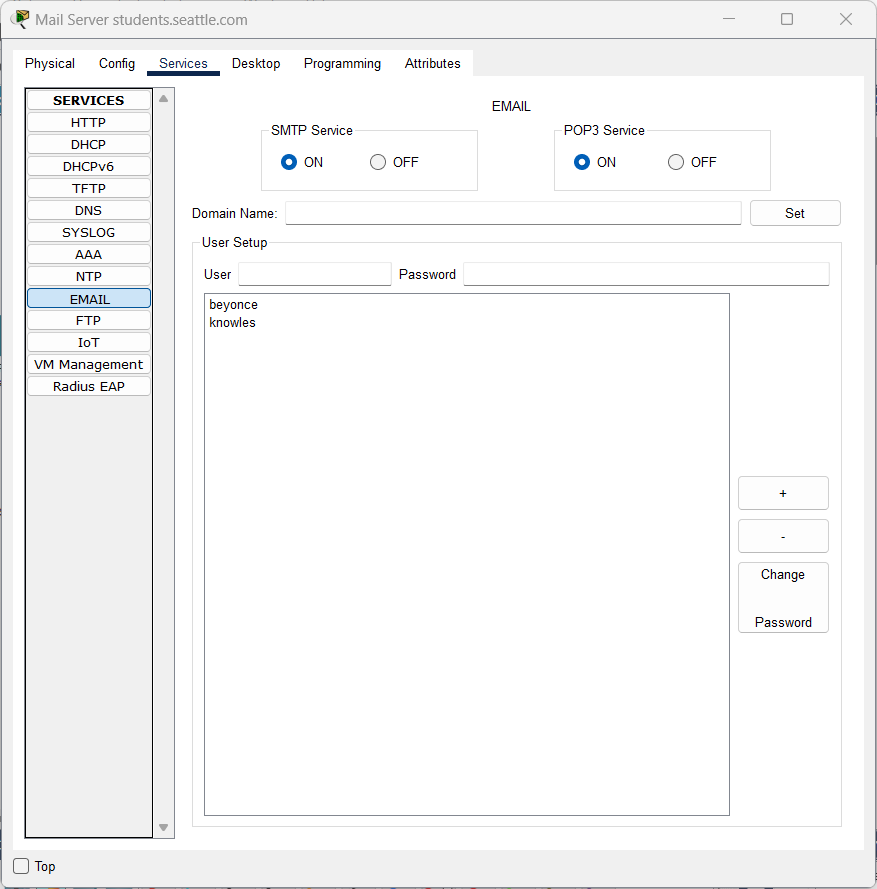 Mail Server students.seattle.com
Physical Config Services Desktop Programming Attributes
SERVICES
HTTP
DHCP
DHCPv6
TFTP
DNS
SYSLOG
AAA
NTP
EMAIL
FTP
IoT
VM Management
Radius EAP
EMAIL
SMTP Service
ON OFF
POP3 Service
ON OFF
Domain Name:
Set
User Setup
User Password
beyonce
knowles
+
-
Change
Password
Top